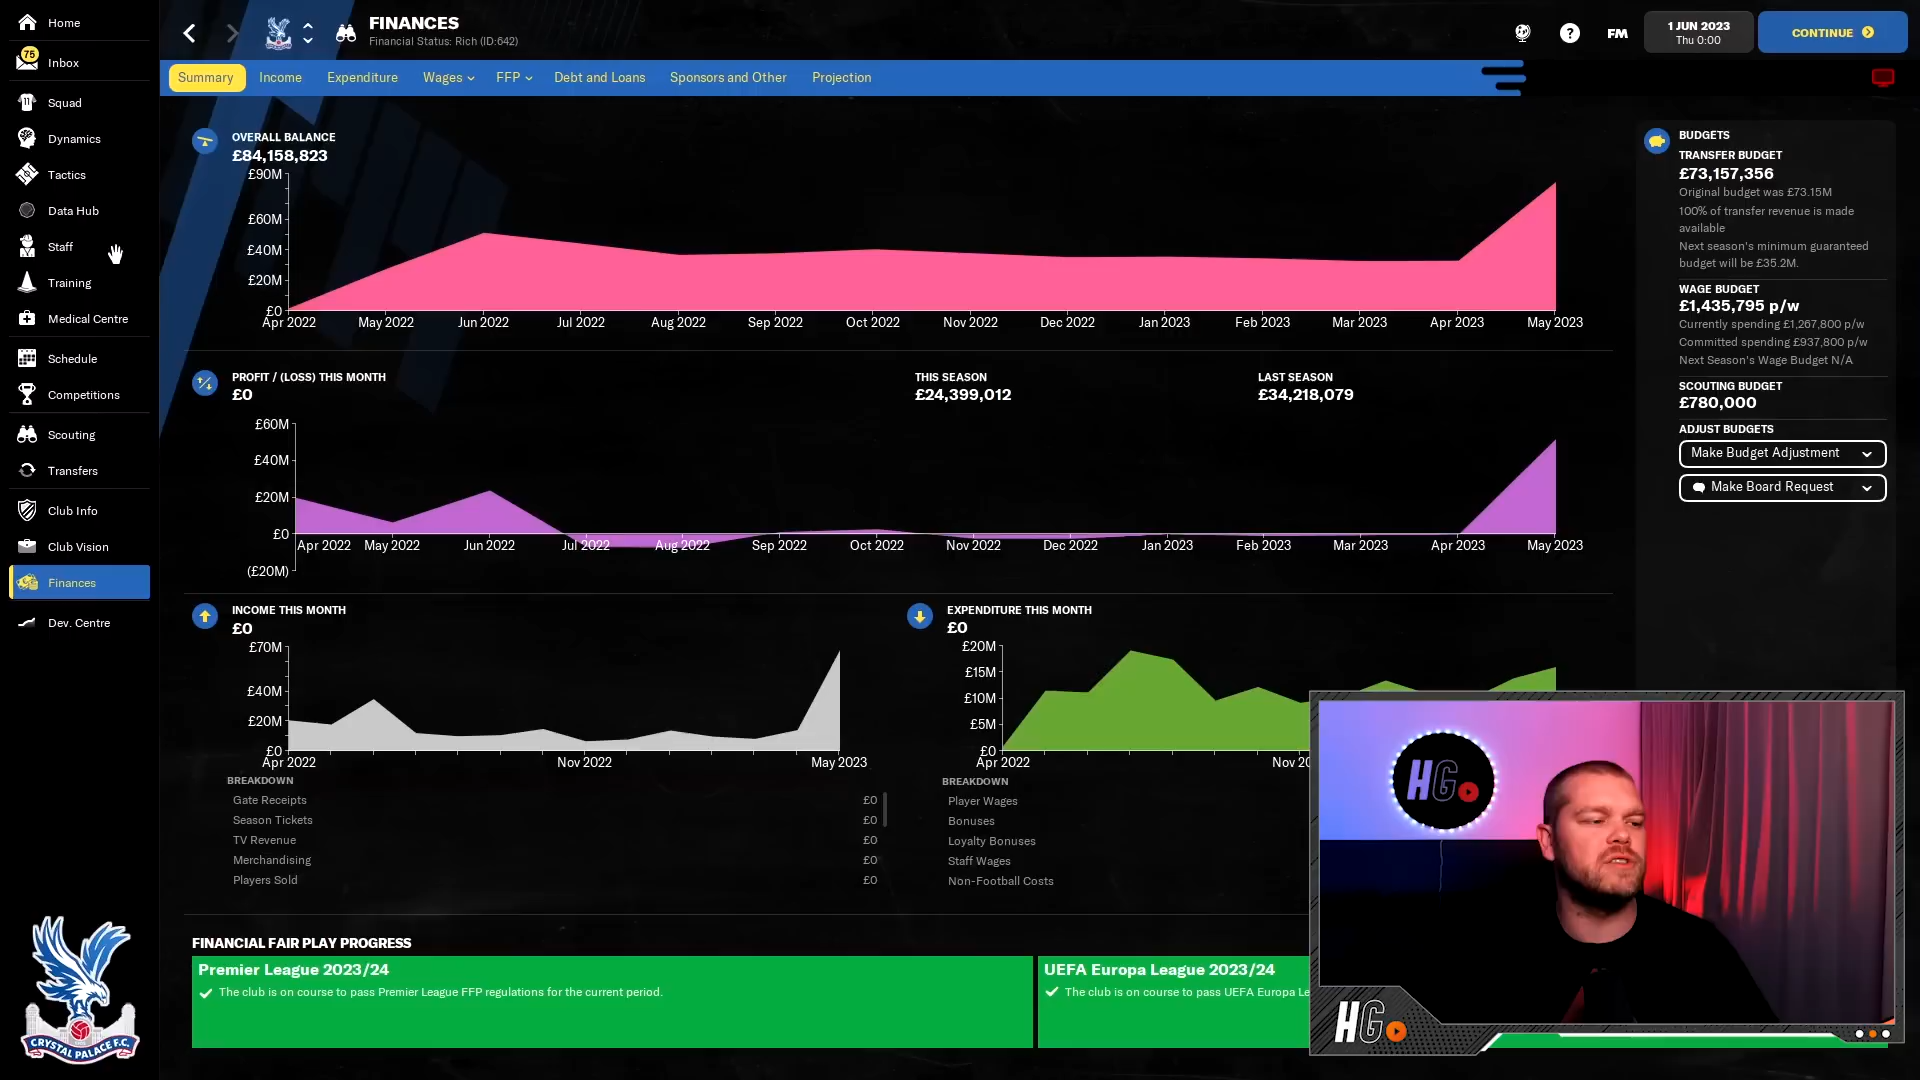 Home
75
Inbox
Squad
Dynamics
Tactics
Data Hub
Staff
Training
Medical Centre
Schedule
Competitions
Scouting
Transfers
Club Info
Club Vision
Finances
Dev. Centre
CRYSTAL PALACE F.C.
FINANCES
Financial Status: Rich (ID:642)
FM
1 JUN 2023
Thu 0:00
CONTINUE
Summary Income Expenditure Wages FFP Debt and Loans Sponsors and Other Projection
OVERALL BALANCE
£84,158,823
£90M
£60M
£40M
£20M
£0
Apr 2022 May 2022 Jun 2022 Jul 2022 Aug 2022 Sep 2022 Oct 2022 Nov 2022 Dec 2022 Jan 2023 Feb 2023 Mar 2023 Apr 2023 May 2023
PROFIT / (LOSS) THIS MONTH
£0
THIS SEASON
£24,399,012
LAST SEASON
£34,218,079
£60M
£40M
£20M
£0
(£20M)
Apr 2022 May 2022 Jun 2022 Jul 2022 Aug 2022 Sep 2022 Oct 2022 Nov 2022 Dec 2022 Jan 2023 Feb 2023 Mar 2023 Apr 2023 May 2023
INCOME THIS MONTH
£0
£70M
£40M
£20M
£0
Apr 2022 Nov 2022 May 2023
BREAKDOWN
Gate Receipts £0
Season Tickets £0
TV Revenue £0
Merchandising £0
Players Sold £0
EXPENDITURE THIS MONTH
£0
£20M
£15M
£10M
£5M
£0
Apr 2022 Nov 20
BREAKDOWN
Player Wages
Bonuses
Loyalty Bonuses
Staff Wages
Non-Football Costs
FINANCIAL FAIR PLAY PROGRESS
Premier League 2023/24
The club is on course to pass Premier League FFP regulations for the current period.
UEFA Europa League 2023/24
The club is on course to pass UEFA Europa Le
BUDGETS
TRANSFER BUDGET
£73,157,356
Original budget was £73.15M
100% of transfer revenue is made
available
Next season's minimum guaranteed
budget will be £35.2M.
WAGE BUDGET
£1,435,795 p/w
Currently spending £1,267,800 p/w
Committed spending £937,800 p/w
Next Season's Wage Budget N/A
SCOUTING BUDGET
£780,000
ADJUST BUDGETS
Make Budget Adjustment
Make Board Request
HG
HG